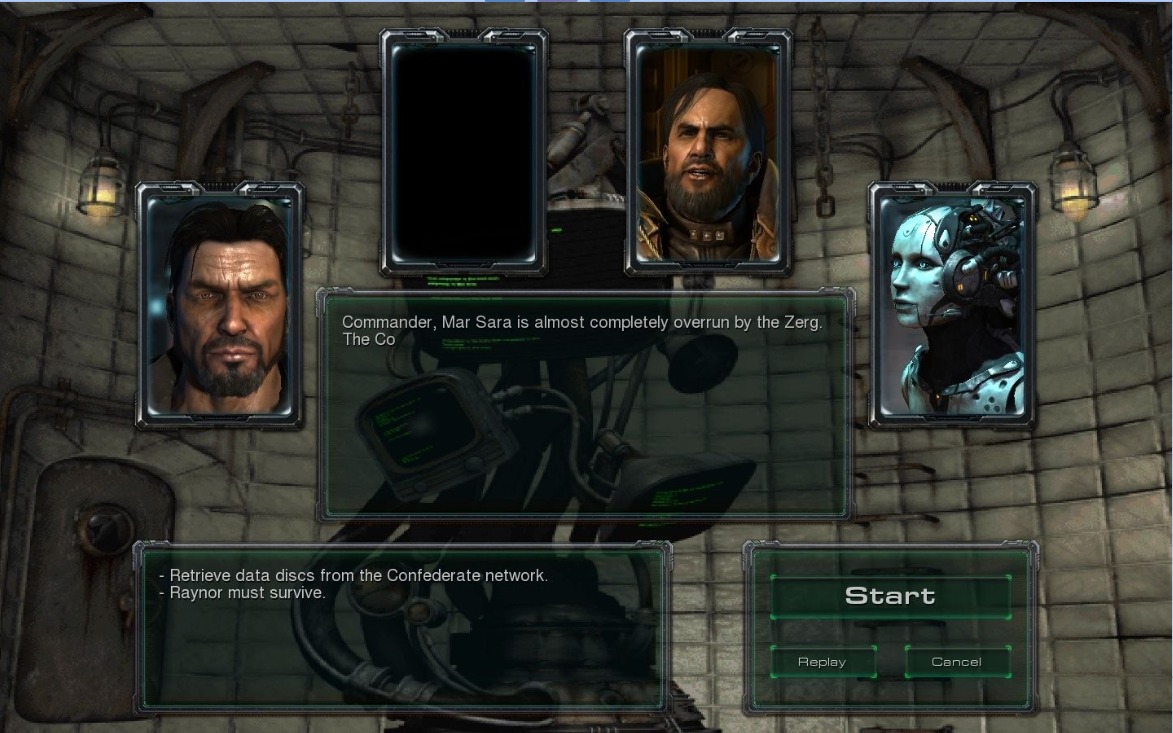 Commander, Mar Sara is almost completely overrun by the Zerg.
The Co
- Retrieve data discs from the Confederate network.
- Raynor must survive.
Start
Replay
Cancel